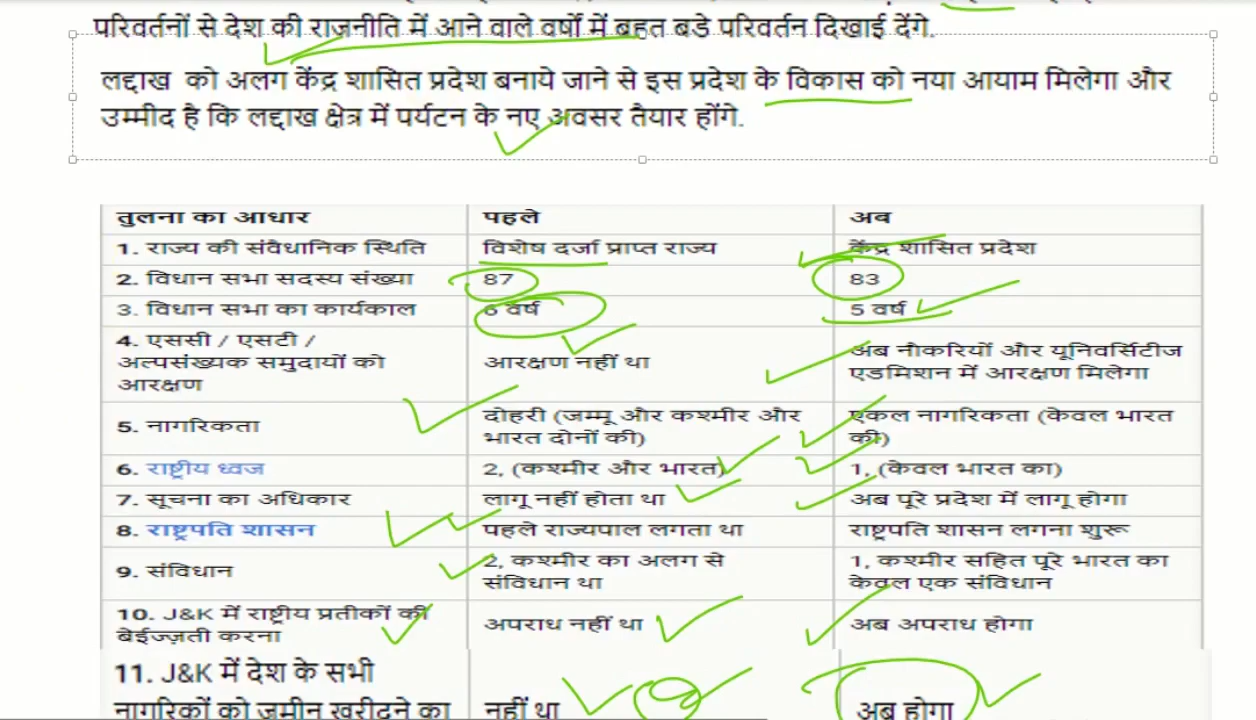 परिवर्तनों से देश की राजनीति में आने वाले वर्षों में बहुत बडे परिवर्तन दिखाई देंगे.
लद्दाख को अलग केंद्र शासित प्रदेश बनाये जाने से इस प्रदेश के विकास को नया आयाम मिलेगा और
उम्मीद है कि लद्दाख क्षेत्र में पर्यटन के नए अवसर तैयार होंगे.
तुलना का आधार पहले अब
1. राज्य की संवैधानिक स्थिति विशेष दर्जा प्राप्त राज्य केंद्र शासित प्रदेश
2. विधान सभा सदस्य संख्या 87 83
3. विधान सभा का कार्यकाल 6 वर्ष 5 वर्ष
4. एससी / एसटी /
अल्पसंख्यक समुदायों को
आरक्षण
आरक्षण नहीं था
अब नौकरियों और यूनिवर्सिटीज
एडमिशन में आरक्षण मिलेगा
5. नागरिकता
दोहरी (जम्मू और कश्मीर और
भारत दोनों की)
एकल नागरिकता (केवल भारत
की)
6. राष्ट्रीय ध्वज 2, (कश्मीर और भारत) 1, (केवल भारत का)
7. सूचना का अधिकार लागू नहीं होता था अब पूरे प्रदेश में लागू होगा
8. राष्ट्रपति शासन पहले राज्यपाल लगता था राष्ट्रपति शासन लगना शुरू
9. संविधान
2, कश्मीर का अलग से
संविधान था
1, कश्मीर सहित पूरे भारत का
केवल एक संविधान
10. J&K में राष्ट्रीय प्रतीकों की
बेईज्ज़ती करना
अपराध नहीं था
अब अपराध होगा
11. J&K में देश के सभी
नागरिकों को जमीन खरीदने का
नहीं था
अब होगा